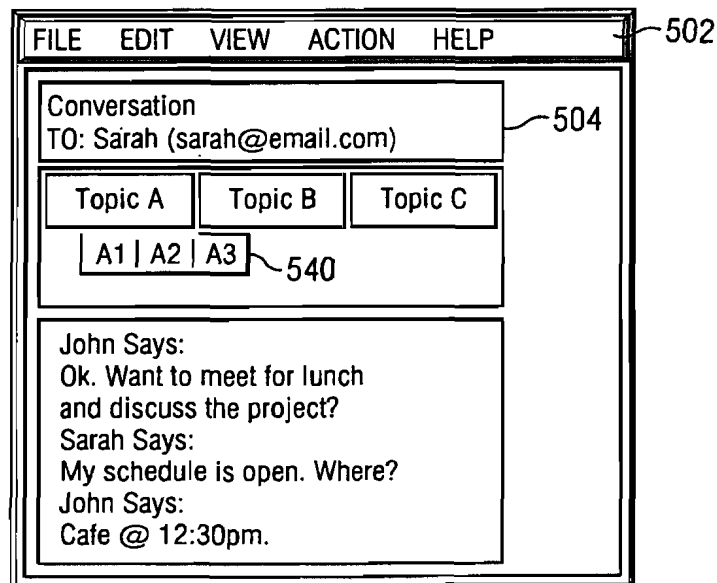 FILE EDIT VIEW ACTION HELP 502
Conversation
TO: Sarah (sarah@email.com) 504
Topic A Topic B Topic C
A1 | A2 | A3 540
John Says:
Ok. Want to meet for lunch
and discuss the project?
Sarah Says:
My schedule is open. Where?
John Says:
Cafe @ 12:30pm.